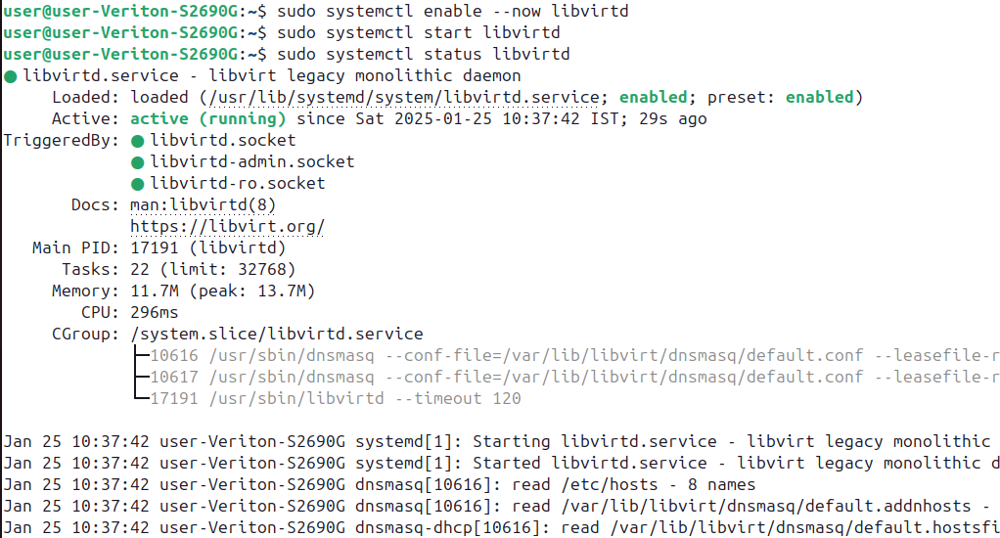 user@user-Veriton-S2690G:~$ sudo systemctl enable --now libvirtd
user@user-Veriton-S2690G:~$ sudo systemctl start libvirtd
user@user-Veriton-S2690G:~$ sudo systemctl status libvirtd
● libvirtd.service - libvirt legacy monolithic daemon
     Loaded: loaded (/usr/lib/systemd/system/libvirtd.service; enabled; preset: enabled)
     Active: active (running) since Sat 2025-01-25 10:37:42 IST; 29s ago
TriggeredBy: ● libvirtd.socket
             ● libvirtd-admin.socket
             ● libvirtd-ro.socket
       Docs: man:libvirtd(8)
             https://libvirt.org/
   Main PID: 17191 (libvirtd)
      Tasks: 22 (limit: 32768)
     Memory: 11.7M (peak: 13.7M)
        CPU: 296ms
     CGroup: /system.slice/libvirtd.service
             ├─10616 /usr/sbin/dnsmasq --conf-file=/var/lib/libvirt/dnsmasq/default.conf --leasefile-r
             ├─10617 /usr/sbin/dnsmasq --conf-file=/var/lib/libvirt/dnsmasq/default.conf --leasefile-r
             └─17191 /usr/sbin/libvirtd --timeout 120
Jan 25 10:37:42 user-Veriton-S2690G systemd[1]: Starting libvirtd.service - libvirt legacy monolithic
Jan 25 10:37:42 user-Veriton-S2690G systemd[1]: Started libvirtd.service - libvirt legacy monolithic d
Jan 25 10:37:42 user-Veriton-S2690G dnsmasq[10616]: read /etc/hosts - 8 names
Jan 25 10:37:42 user-Veriton-S2690G dnsmasq[10616]: read /var/lib/libvirt/dnsmasq/default.addnhosts -
Jan 25 10:37:42 user-Veriton-S2690G dnsmasq-dhcp[10616]: read /var/lib/libvirt/dnsmasq/default.hostsfi